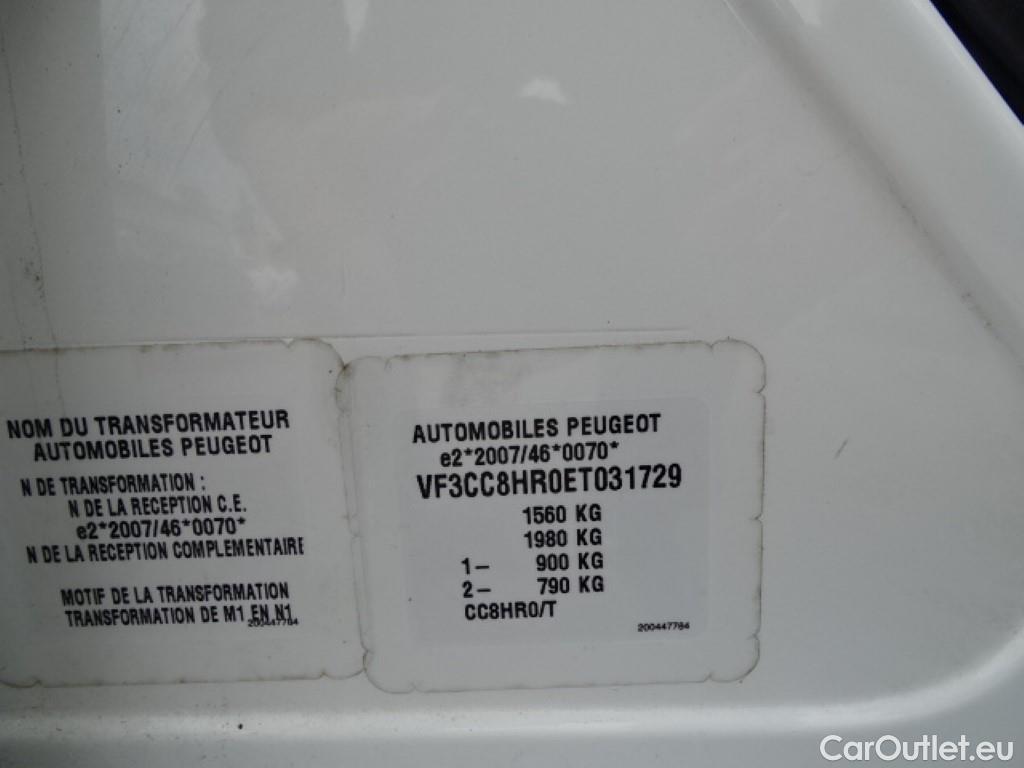 NOM DU TRANSFORMATEUR
AUTOMOBILES PEUGEOT
N DE TRANSFORMATION :
N DE LA RECEPTION C.E.
e2*2007/46*0070*
N DE LA RECEPTION COMPLEMENTAIRE
MOTIF DE LA TRANSFORMATION
TRANSFORMATION DE M1 EN N1
200447764
AUTOMOBILES PEUGEOT
e2*2007/46*0070*
VF3CC8HR0ET031729
1560 KG
1980 KG
1– 900 KG
2– 790 KG
CC8HR0/T
200447764
CarOutlet.eu